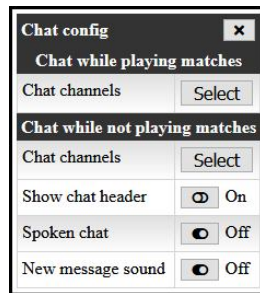 Chat config ×
Chat while playing matches
Chat channels Select
Chat while not playing matches
Chat channels Select
Show chat header On
Spoken chat Off
New message sound Off